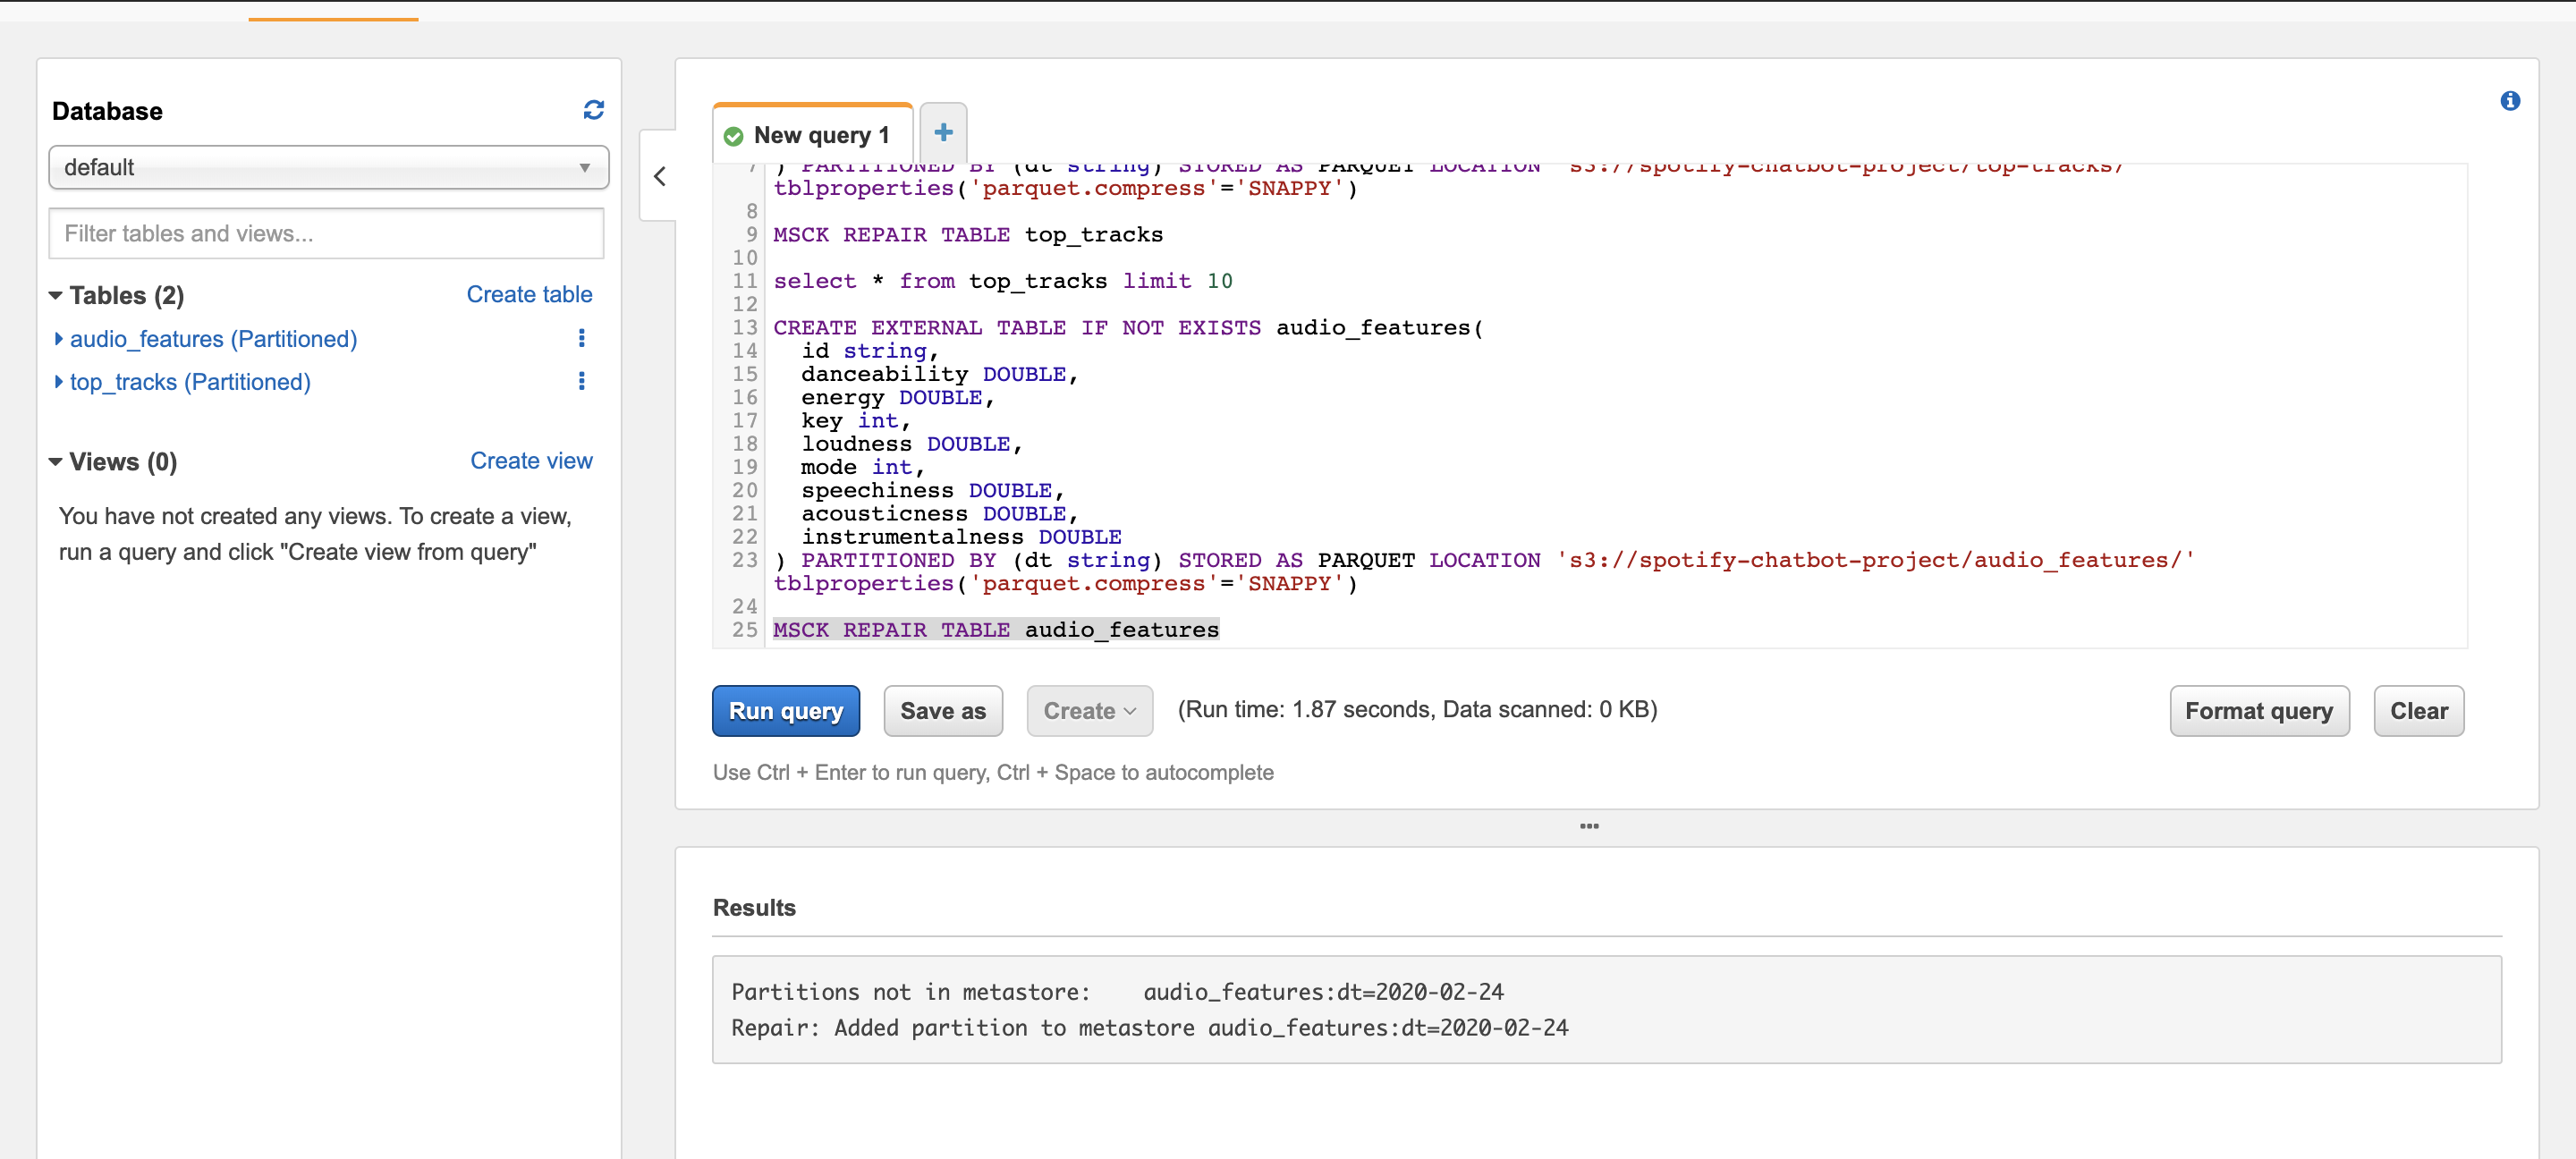 Database
default
Filter tables and views...
Tables (2) Create table
audio_features (Partitioned)
top_tracks (Partitioned)
Views (0) Create view
You have not created any views. To create a view,
run a query and click "Create view from query"
New query 1
7 ) PARTITIONED BY (dt string) STORED AS PARQUET LOCATION 's3://spotify-chatbot-project/top-tracks/'
tblproperties('parquet.compress'='SNAPPY')
8
9 MSCK REPAIR TABLE top_tracks
10
11 select * from top_tracks limit 10
12
13 CREATE EXTERNAL TABLE IF NOT EXISTS audio_features(
14 id string,
15 danceability DOUBLE,
16 energy DOUBLE,
17 key int,
18 loudness DOUBLE,
19 mode int,
20 speechiness DOUBLE,
21 acousticness DOUBLE,
22 instrumentalness DOUBLE
23 ) PARTITIONED BY (dt string) STORED AS PARQUET LOCATION 's3://spotify-chatbot-project/audio_features/'
tblproperties('parquet.compress'='SNAPPY')
24
25 MSCK REPAIR TABLE audio_features
Run query Save as Create (Run time: 1.87 seconds, Data scanned: 0 KB) Format query Clear
Use Ctrl + Enter to run query, Ctrl + Space to autocomplete
Results
Partitions not in metastore: audio_features:dt=2020-02-24
Repair: Added partition to metastore audio_features:dt=2020-02-24